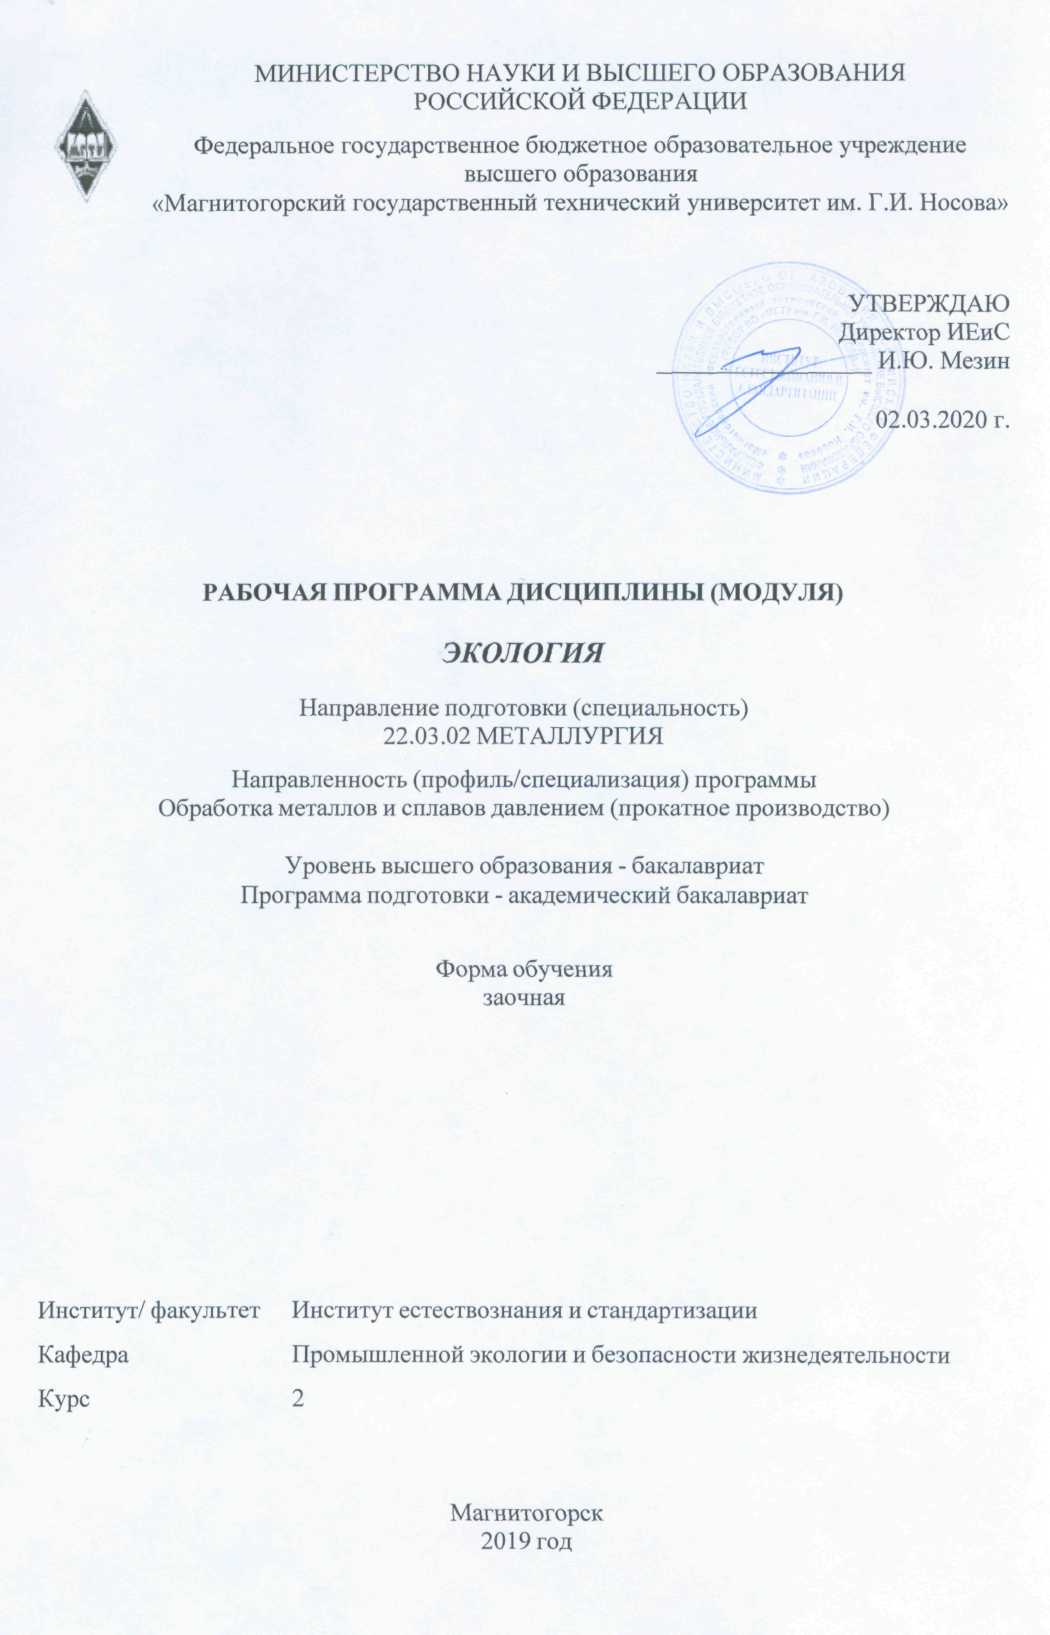 МИНИСТЕРСТВО НАУКИ И ВЫСШЕГО ОБРАЗОВАНИЯ
РОССИЙСКОЙ ФЕДЕРАЦИИ
Федеральное государственное бюджетное образовательное учреждение
высшего образования
«Магнитогорский государственный технический университет им. Г.И. Носова»
УТВЕРЖДАЮ
Директор ИЕиС
И.Ю. Мезин
02.03.2020 г.
РАБОЧАЯ ПРОГРАММА ДИСЦИПЛИНЫ (МОДУЛЯ)
ЭКОЛОГИЯ
Направление подготовки (специальность)
22.03.02 МЕТАЛЛУРГИЯ
Направленность (профиль/специализация) программы
Обработка металлов и сплавов давлением (прокатное производство)
Уровень высшего образования - бакалавриат
Программа подготовки - академический бакалавриат
Форма обучения
заочная
Институт/ факультет Институт естествознания и стандартизации
Кафедра Промышленной экологии и безопасности жизнедеятельности
Курс 2
Магнитогорск
2019 год